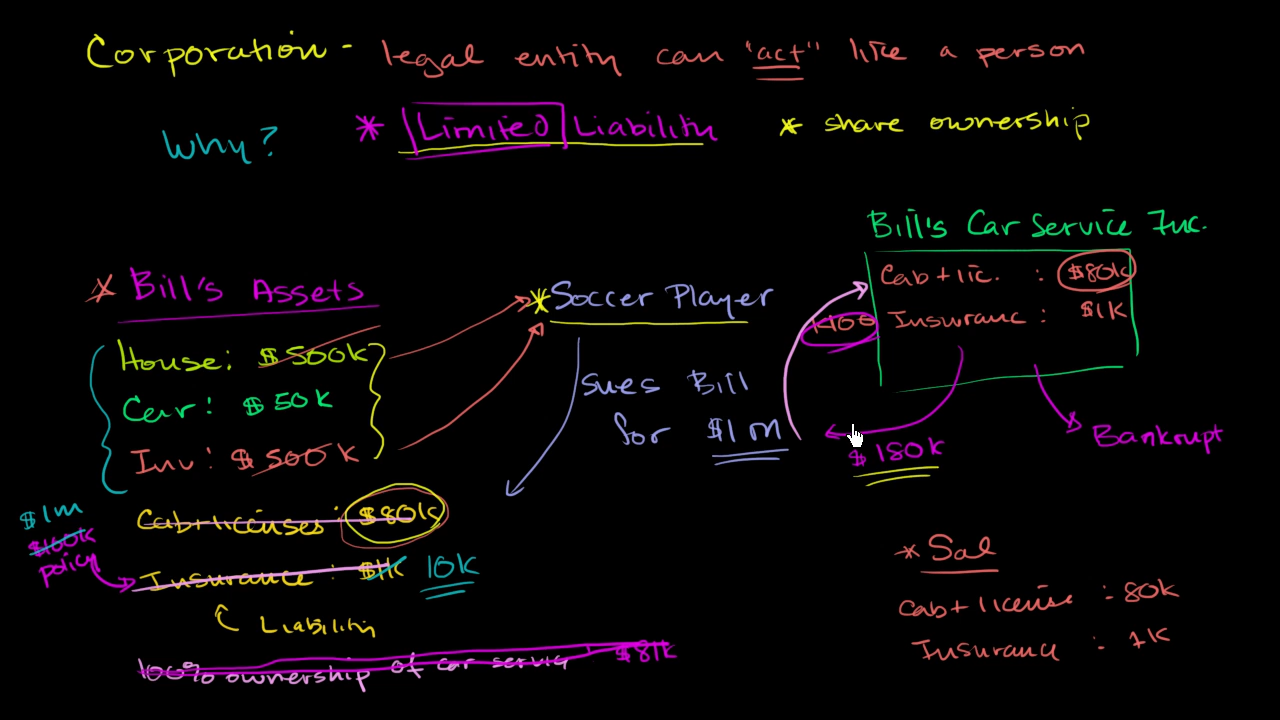 Corporation - legal entity can "act" like a person
Why? * Limited Liability * share ownership
Bill's Car Service Inc.
Cab + lic. : $80k
Insuranc : $1k
* Bill's Assets
House: $500k
Car: $50k
Inv: $500k
Cab+licenses: $80k
Insurance : $1k 10k
Liability
100% ownership of car servic $81k
$1m
$100k
policy
* Soccer Player
Sues Bill
for $1m
$180k
Bankrupt
* Sal
Cab + license : 80k
Insurance : 1k